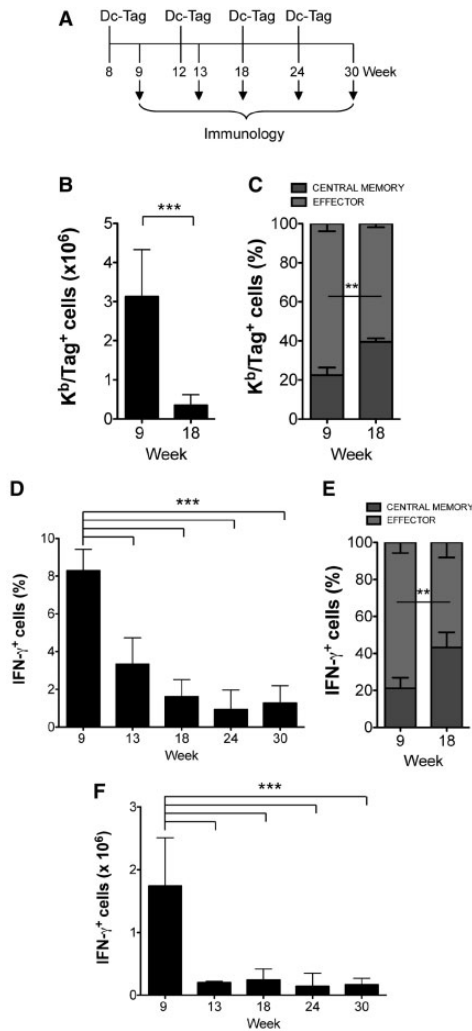 A
Dc-Tag Dc-Tag Dc-Tag Dc-Tag
8 9 12 13 18 24 30 Week
Immunology
B
***
K^b/Tag^+ cells (x10^6)
5
4
3
2
1
0
9 18
Week
C
CENTRAL MEMORY
EFFECTOR
K^b/Tag^+ cells (%)
100
80
60
40
20
0
**
9 18
Week
D
***
IFN-γ^+ cells (%)
10
8
6
4
2
0
9 13 18 24 30
Week
E
CENTRAL MEMORY
EFFECTOR
IFN-γ^+ cells (%)
100
80
60
40
20
0
**
9 18
Week
F
***
IFN-γ^+ cells (x 10^6)
3
2
1
0
9 13 18 24 30
Week